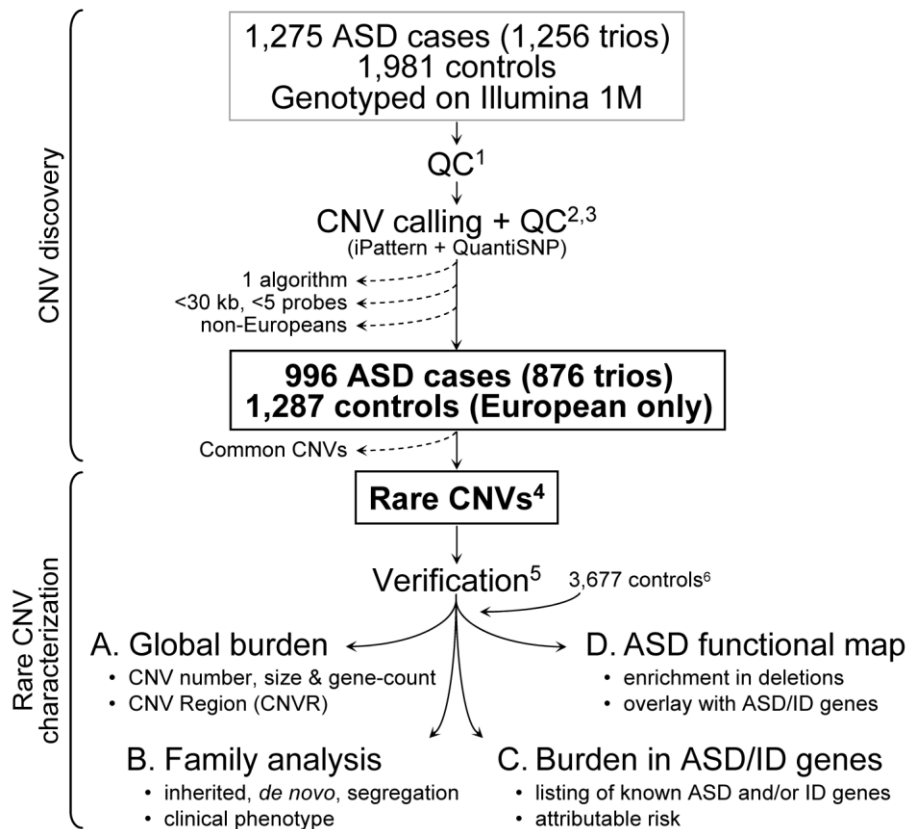 1,275 ASD cases (1,256 trios)
1,981 controls
Genotyped on Illumina 1M
QC¹
CNV calling + QC²,³
(iPattern + QuantiSNP)
1 algorithm
<30 kb, <5 probes
non-Europeans
CNV discovery
996 ASD cases (876 trios)
1,287 controls (European only)
Common CNVs
Rare CNVs⁴
Verification⁵
3,677 controls⁶
Rare CNV
characterization
A. Global burden
• CNV number, size & gene-count
• CNV Region (CNVR)
D. ASD functional map
• enrichment in deletions
• overlay with ASD/ID genes
B. Family analysis
• inherited, de novo, segregation
• clinical phenotype
C. Burden in ASD/ID genes
• listing of known ASD and/or ID genes
• attributable risk